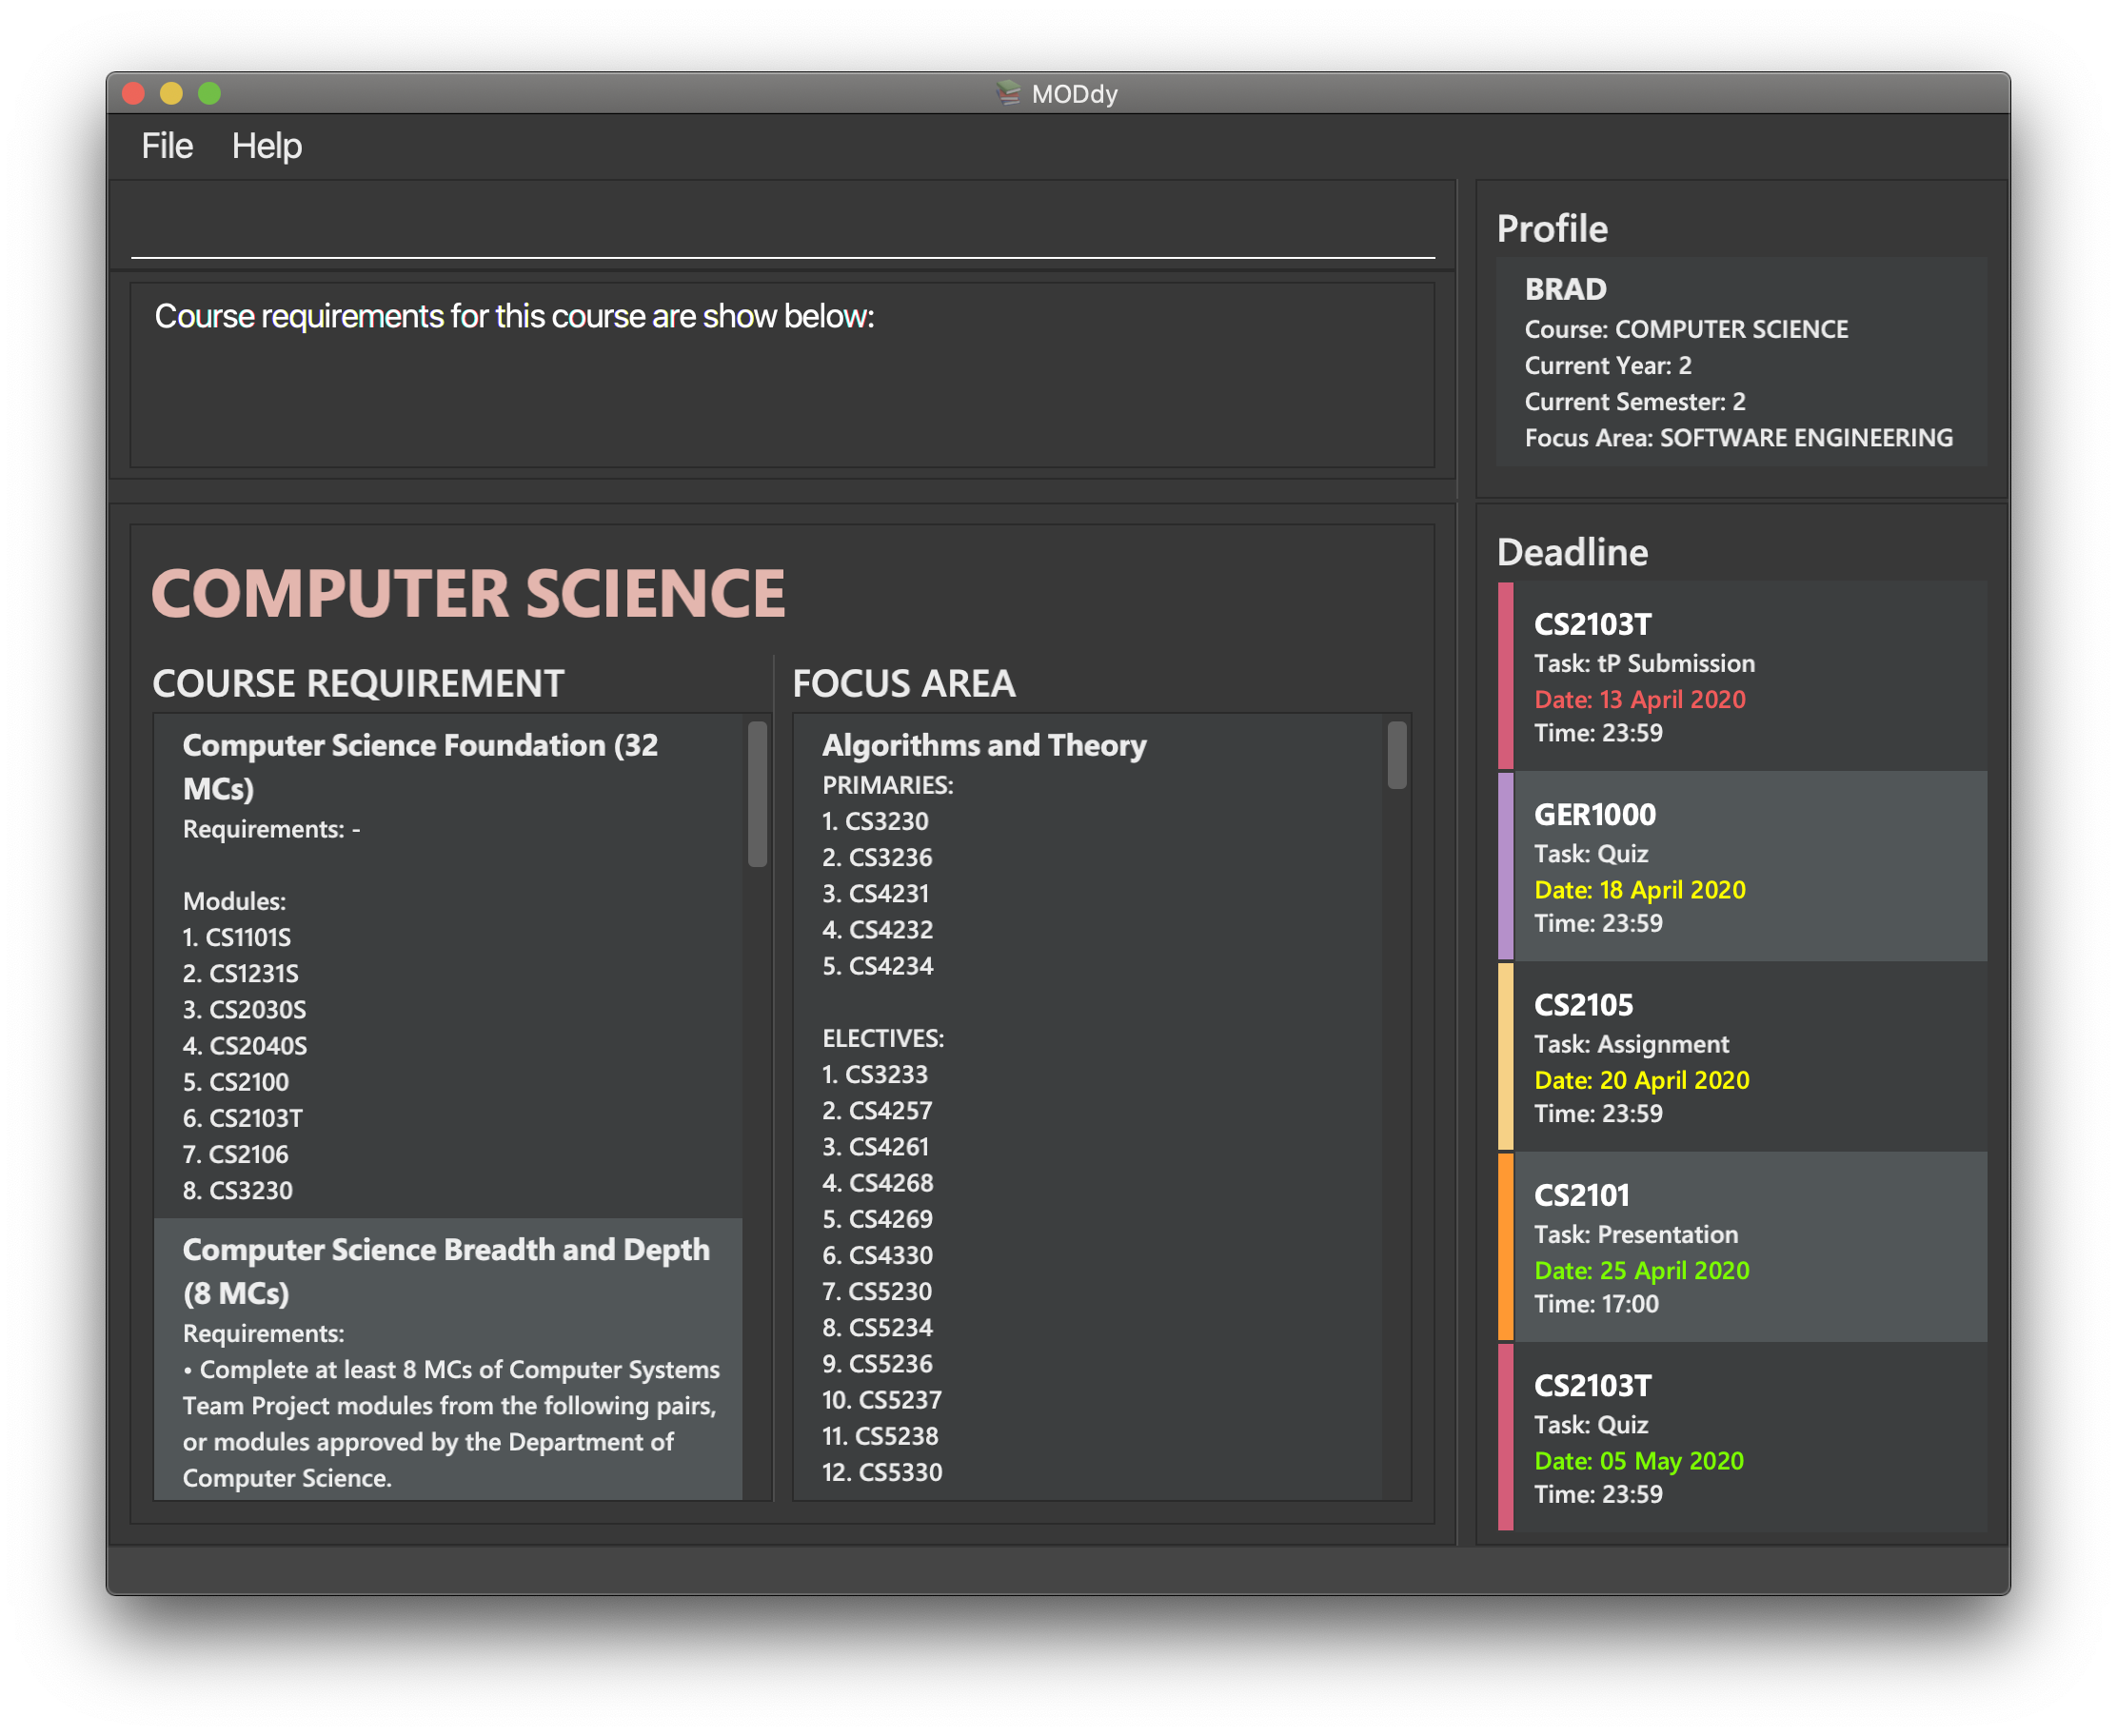 MODdy
File Help
Course requirements for this course are show below:
Profile
BRAD
Course: COMPUTER SCIENCE
Current Year: 2
Current Semester: 2
Focus Area: SOFTWARE ENGINEERING
COMPUTER SCIENCE
COURSE REQUIREMENT
Computer Science Foundation (32
MCs)
Requirements: -
Modules:
1. CS1101S
2. CS1231S
3. CS2030S
4. CS2040S
5. CS2100
6. CS2103T
7. CS2106
8. CS3230
Computer Science Breadth and Depth
(8 MCs)
Requirements:
• Complete at least 8 MCs of Computer Systems
Team Project modules from the following pairs,
or modules approved by the Department of
Computer Science.
FOCUS AREA
Algorithms and Theory
PRIMARIES:
1. CS3230
2. CS3236
3. CS4231
4. CS4232
5. CS4234
ELECTIVES:
1. CS3233
2. CS4257
3. CS4261
4. CS4268
5. CS4269
6. CS4330
7. CS5230
8. CS5234
9. CS5236
10. CS5237
11. CS5238
12. CS5330
Deadline
CS2103T
Task: tP Submission
Date: 13 April 2020
Time: 23:59
GER1000
Task: Quiz
Date: 18 April 2020
Time: 23:59
CS2105
Task: Assignment
Date: 20 April 2020
Time: 23:59
CS2101
Task: Presentation
Date: 25 April 2020
Time: 17:00
CS2103T
Task: Quiz
Date: 05 May 2020
Time: 23:59